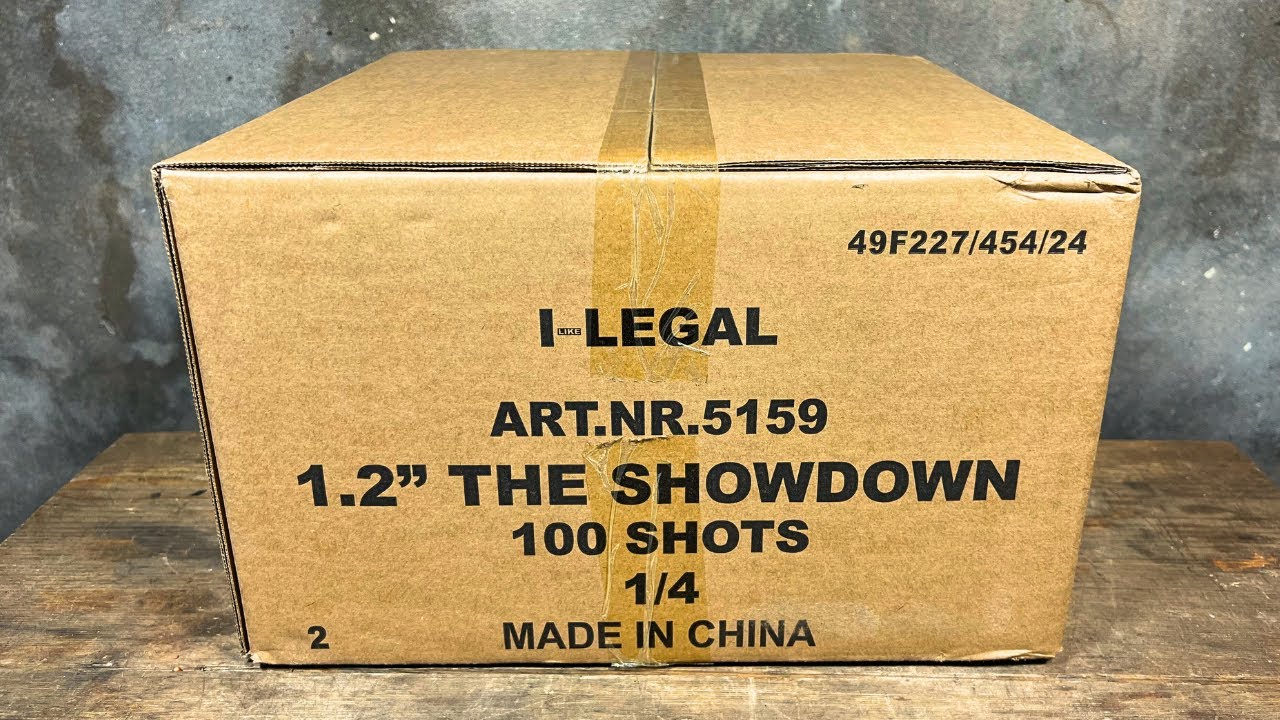 49F227/454/24
I LIKE-LEGAL
ART.NR.5159
1.2” THE SHOWDOWN
100 SHOTS
1/4
2 MADE IN CHINA